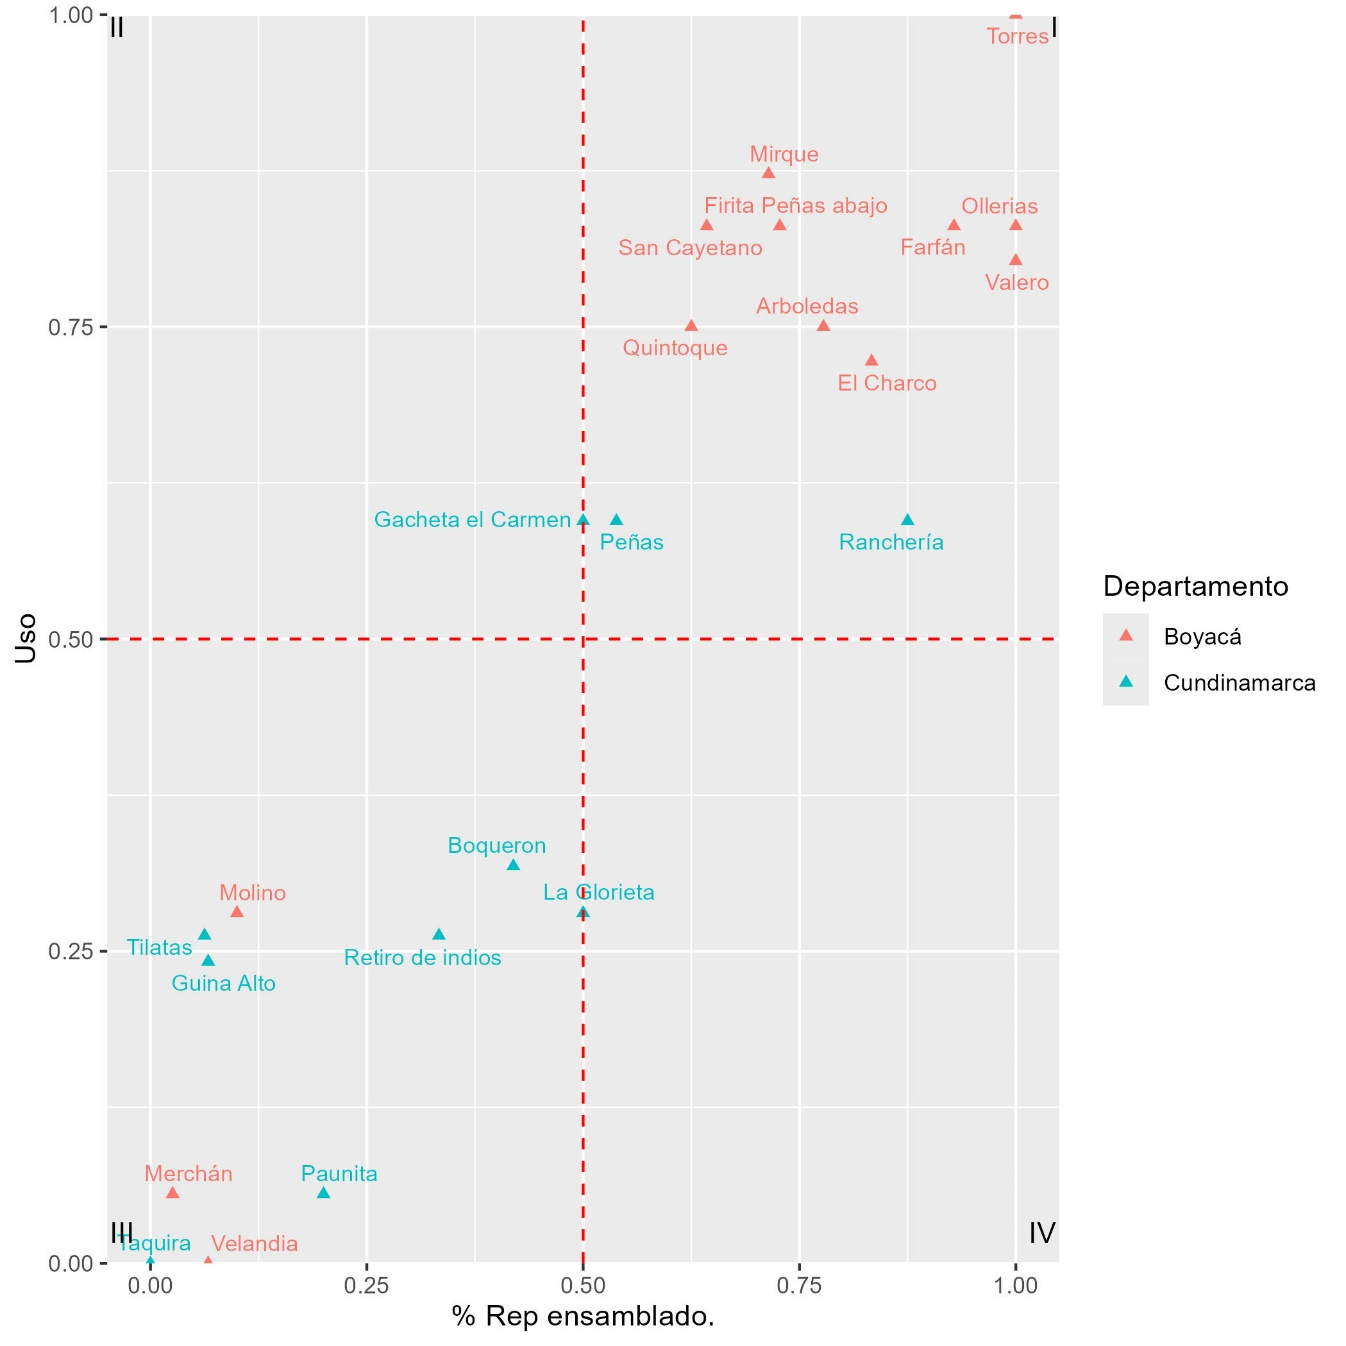 1.00
II
I
Torres
Mirque
Firita Peñas abajo
Ollerias
San Cayetano
Farfán
Valero
Arboledas
0.75
Quintoque
El Charco
Gacheta el Carmen
Peñas
Ranchería
Departamento
Boyacá
Cundinamarca
Uso
0.50
Boqueron
Molino
La Glorieta
Tilatas
Retiro de indios
0.25
Guina Alto
Merchán
Paunita
III
IV
Taquira
Velandia
0.00
0.00 0.25 0.50 0.75 1.00
% Rep ensamblado.